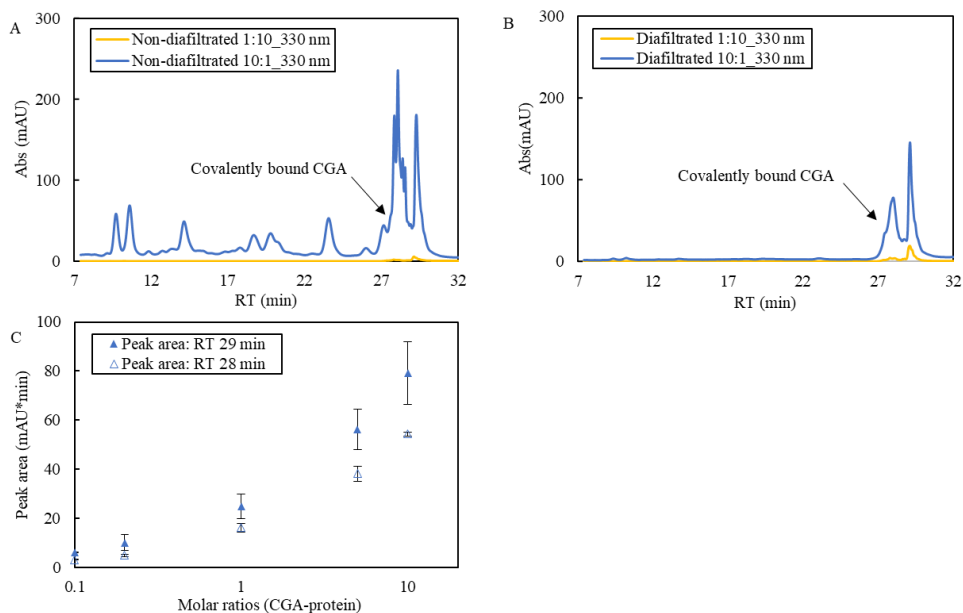 A
300
200
100
0
Abs (mAU)
Non-diafiltrated 1:10_330 nm
Non-diafiltrated 10:1_330 nm
Covalently bound CGA
7 12 17 22 27 32
RT (min)
B
300
200
100
0
Abs(mAU)
Diafiltrated 1:10_330 nm
Diafiltrated 10:1_330 nm
Covalently bound CGA
7 12 17 22 27 32
RT (min)
C
100
80
60
40
20
0
Peak area (mAU*min)
Peak area: RT 29 min
Peak area: RT 28 min
0.1 1 10
Molar ratios (CGA-protein)